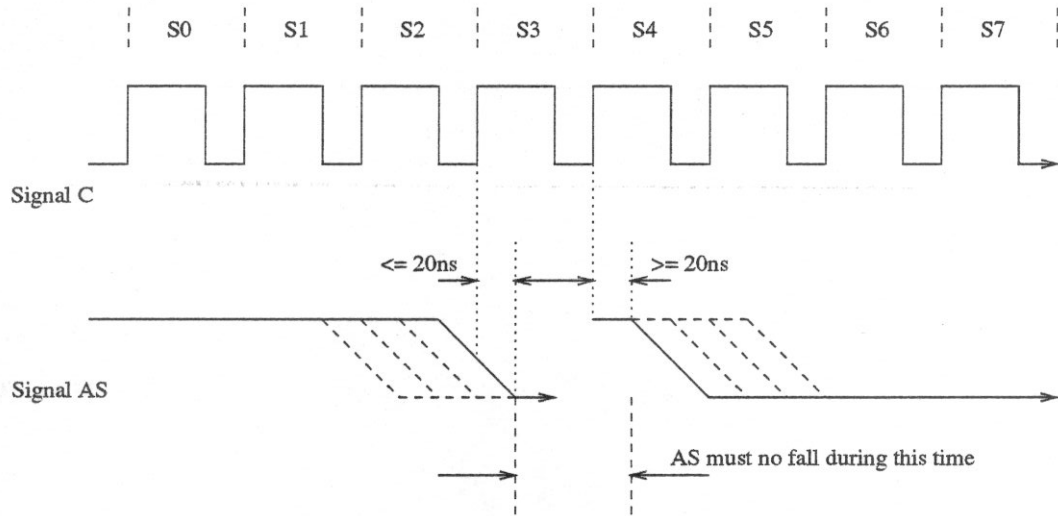 S0 S1 S2 S3 S4 S5 S6 S7
Signal C
<= 20ns >= 20ns
Signal AS
AS must no fall during this time